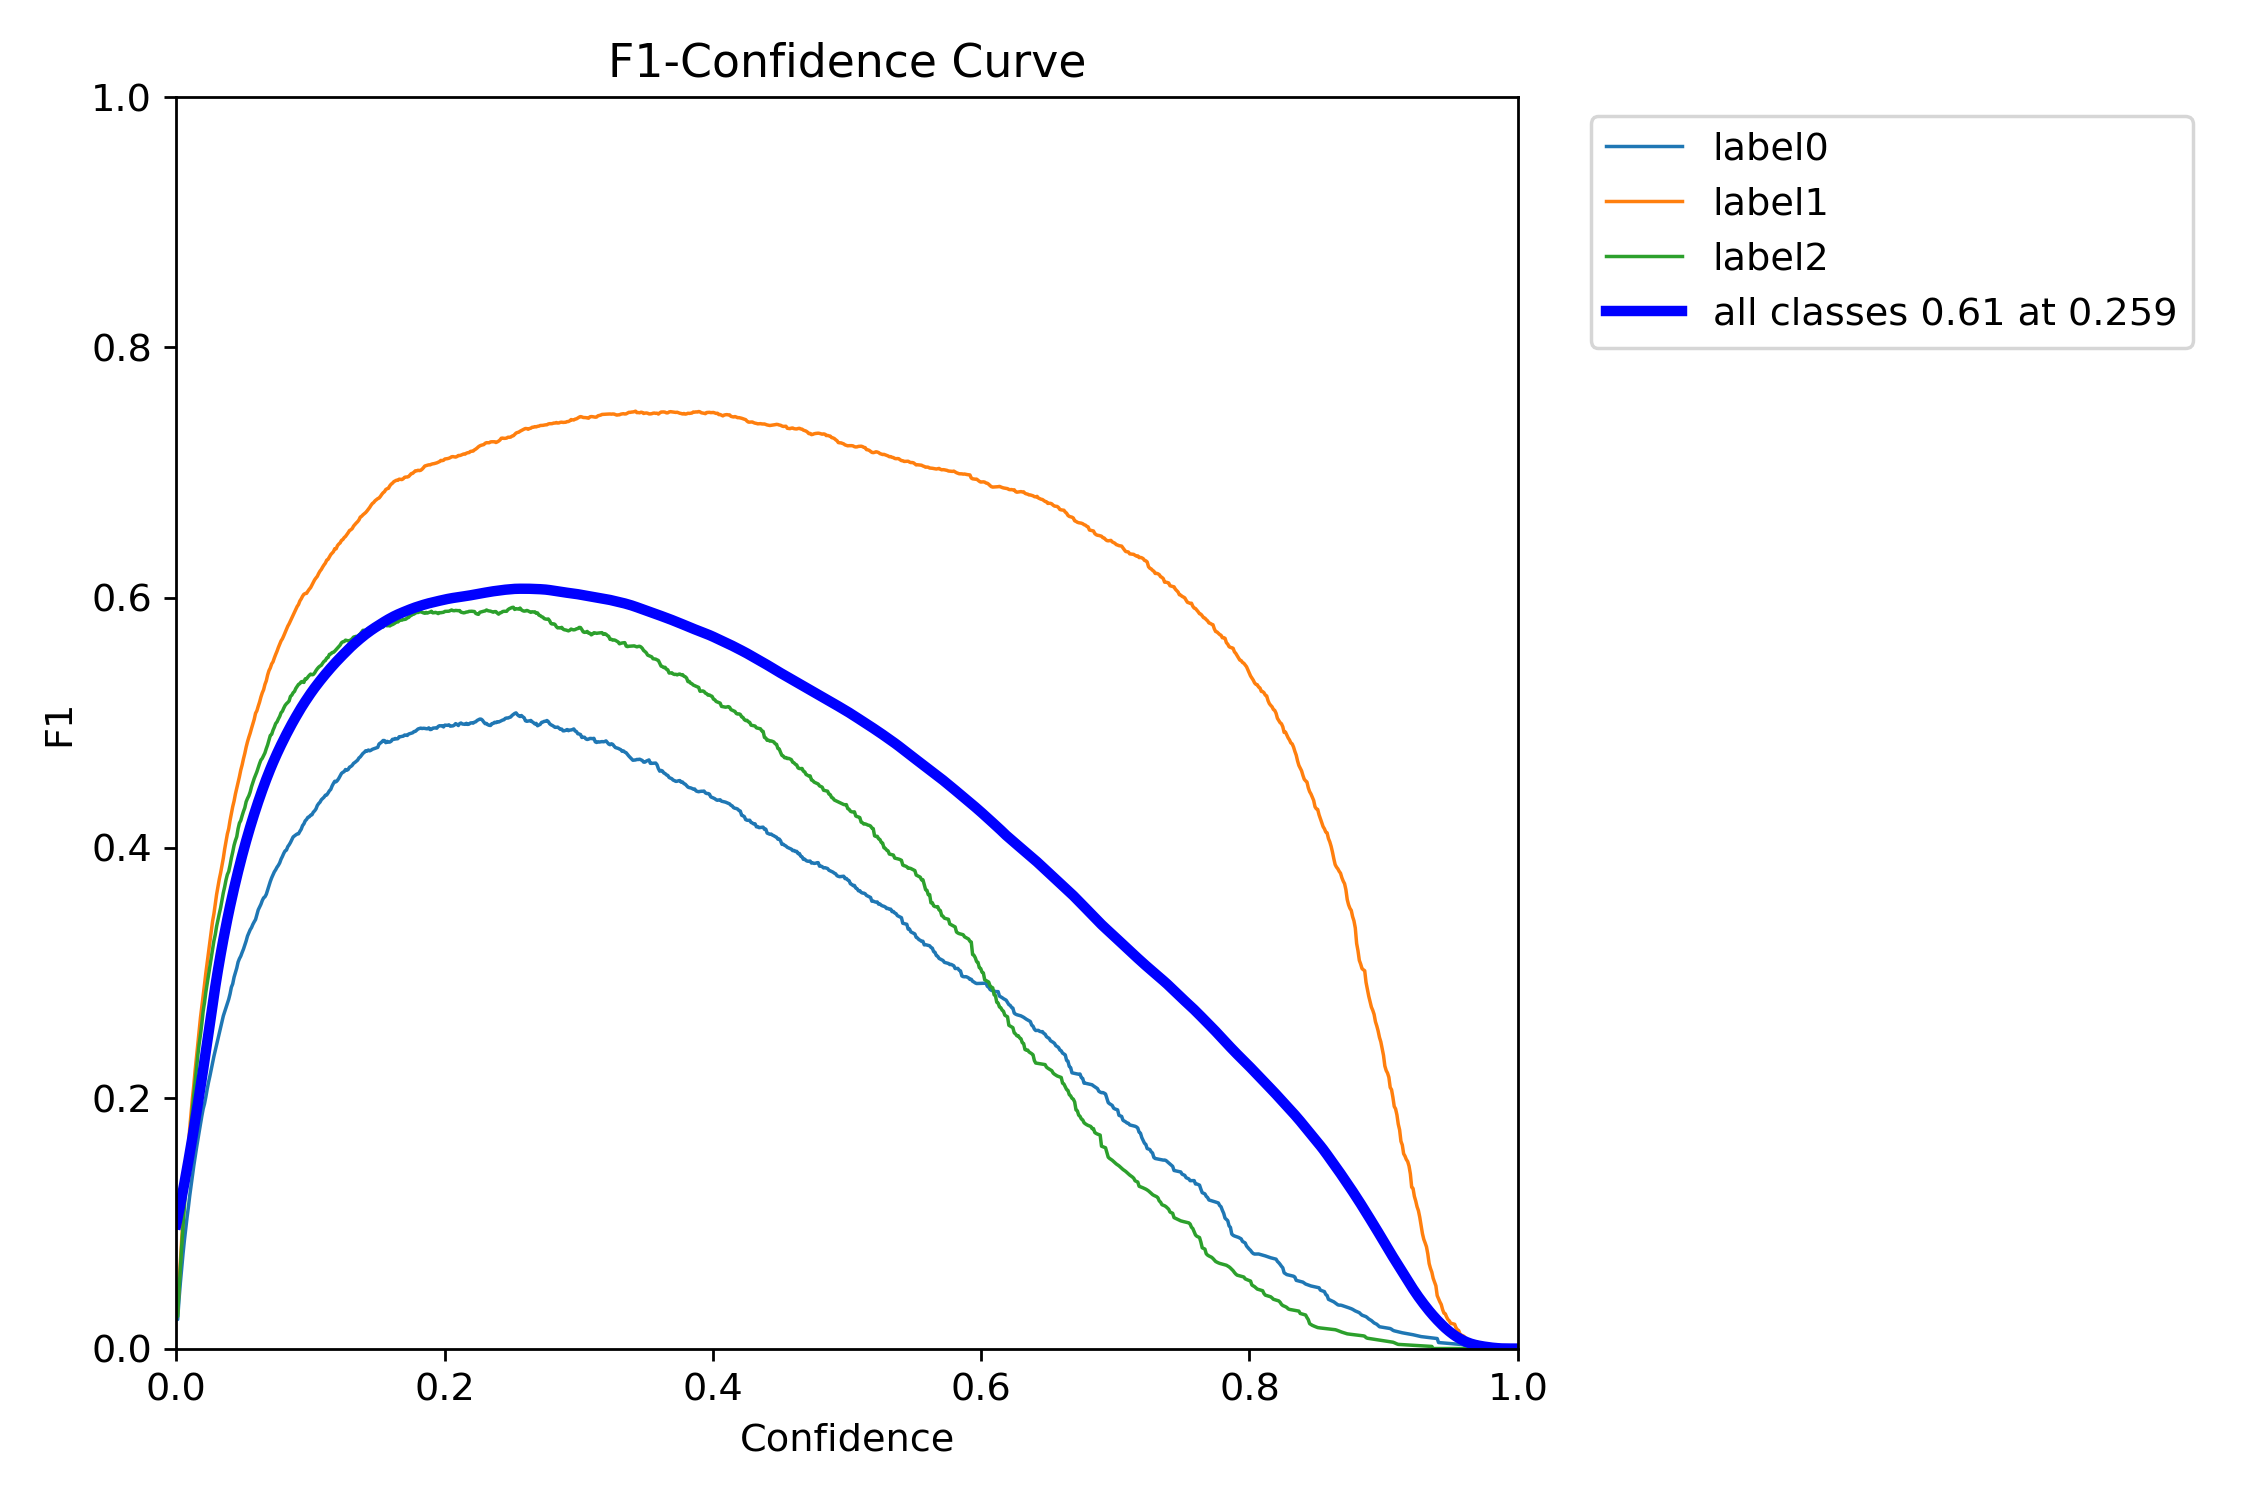 F1-Confidence Curve
1.0
0.8
0.6
0.4
0.2
0.0
F1
0.0 0.2 0.4 0.6 0.8 1.0
Confidence
label0
label1
label2
all classes 0.61 at 0.259